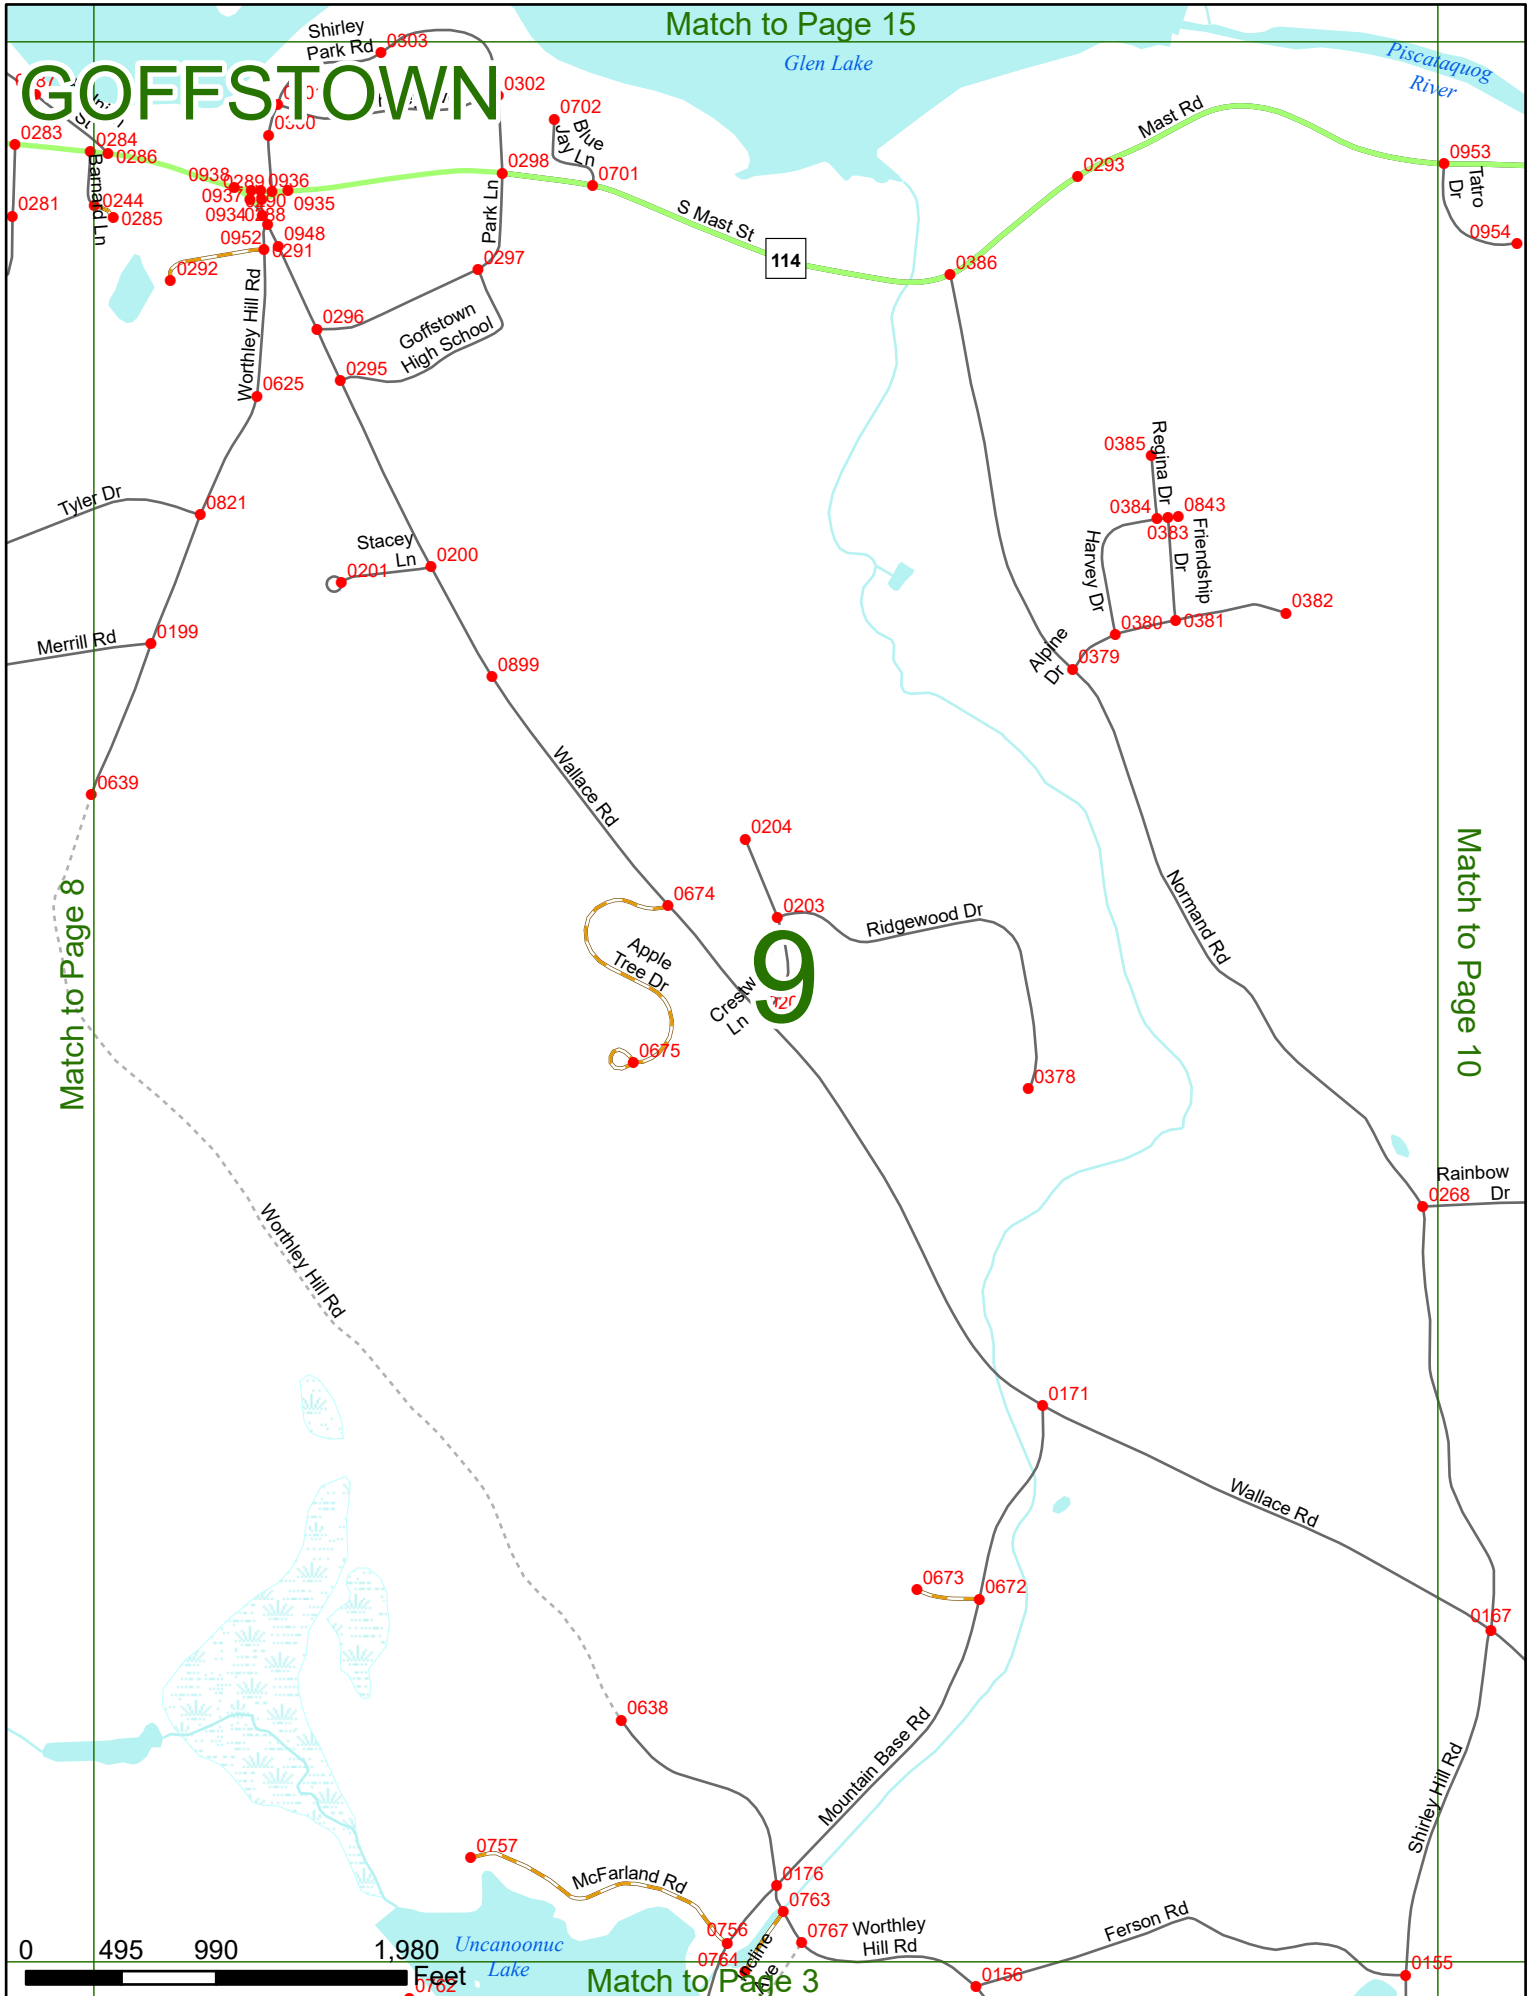 Match to Page 15
Shirley
Park Rd
0303
Glen Lake
Piscataquog
River
GOFFSTOWN
0302
0702
Blue
Jay Ln
Mast Rd
0283
0284
0286
0298
0701
0293
0953
Tatro
Dr
0938
0289
0936
0937
0935
0281
Barnard Ln
0244
0285
0934
0288
Park Ln
S Mast St
0954
0952
0948
0291
0292
0297
114
0386
Worthley Hill Rd
0296
Goffstown
High School
0295
0625
0385
Regina Dr
Tyler Dr
0821
0384
0843
0383
Harvey Dr
Friendship
Dr
Stacey
Ln
0200
0201
0382
Merrill Rd
0199
0380
0381
Alpine
Dr
0379
0899
0639
Wallace Rd
0204
Match to Page 8
Match to Page 10
0674
0203
Ridgewood Dr
Normand Rd
Apple
Tree Dr
9
Crestw
Ln
0675
0378
Rainbow
Dr
0268
Worthley Hill Rd
0171
Wallace Rd
0673
0672
0167
0638
Mountain Base Rd
Shirley Hill Rd
0757
McFarland Rd
0176
0763
0756
0767
Worthley
Hill Rd
Ferson Rd
0764
Incline
Ave
0 495 990 1,980
Feet
Uncanoonuc
Lake
0762
Match to Page 3
0156
0155